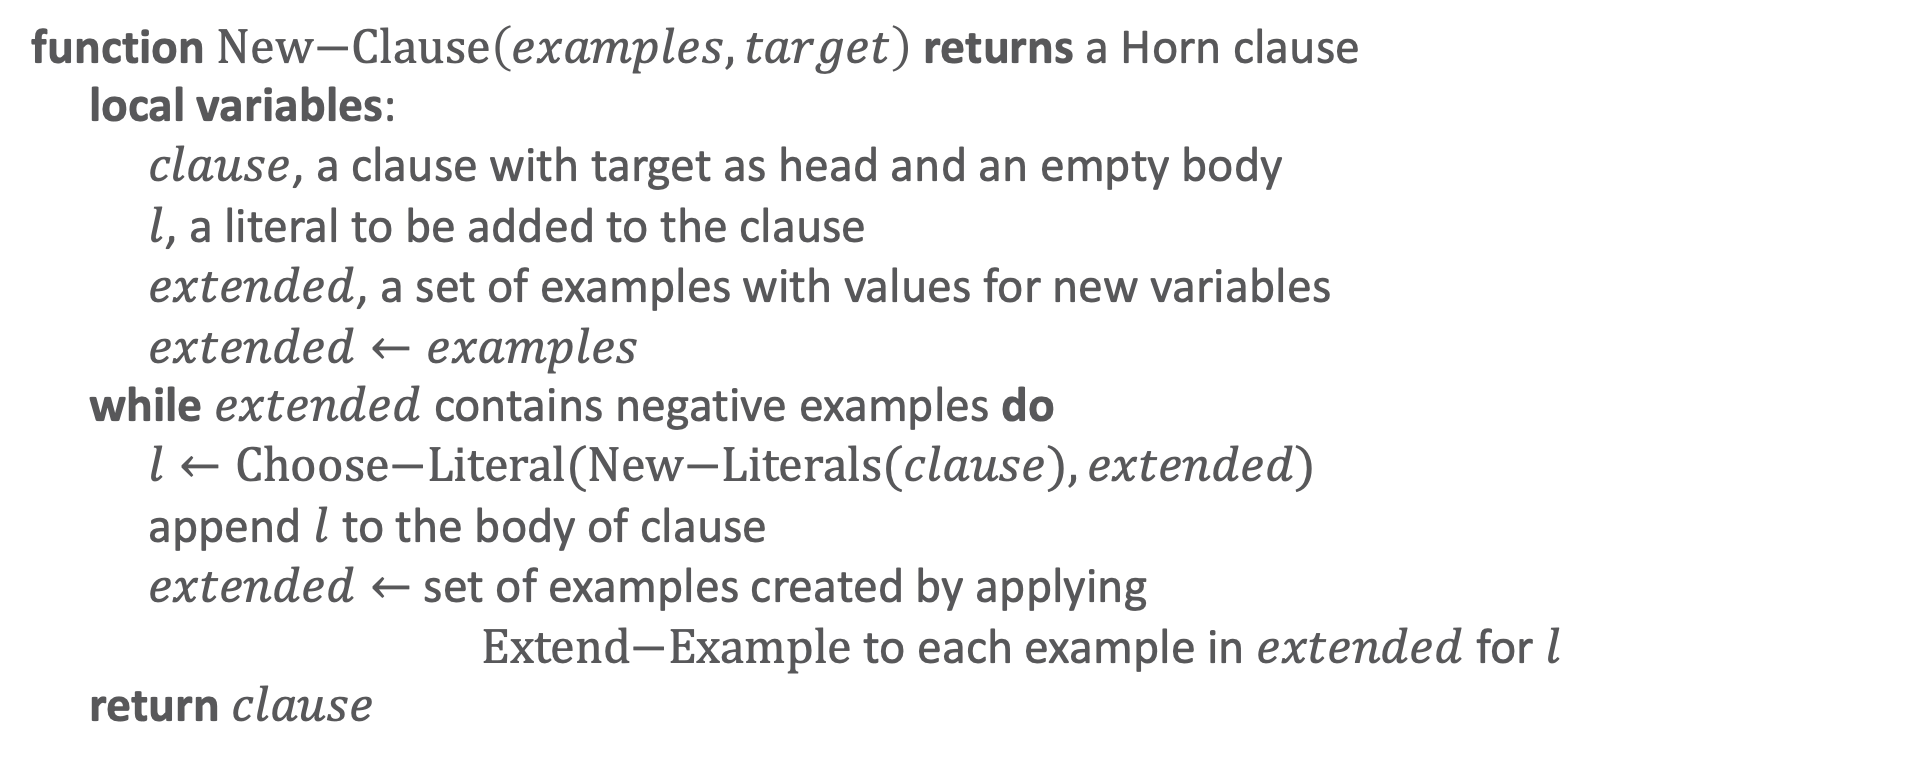 function New−Clause(examples, target) returns a Horn clause
local variables:
clause, a clause with target as head and an empty body
l, a literal to be added to the clause
extended, a set of examples with values for new variables
extended ← examples
while extended contains negative examples do
l ← Choose−Literal(New−Literals(clause), extended)
append l to the body of clause
extended ← set of examples created by applying
Extend−Example to each example in extended for l
return clause